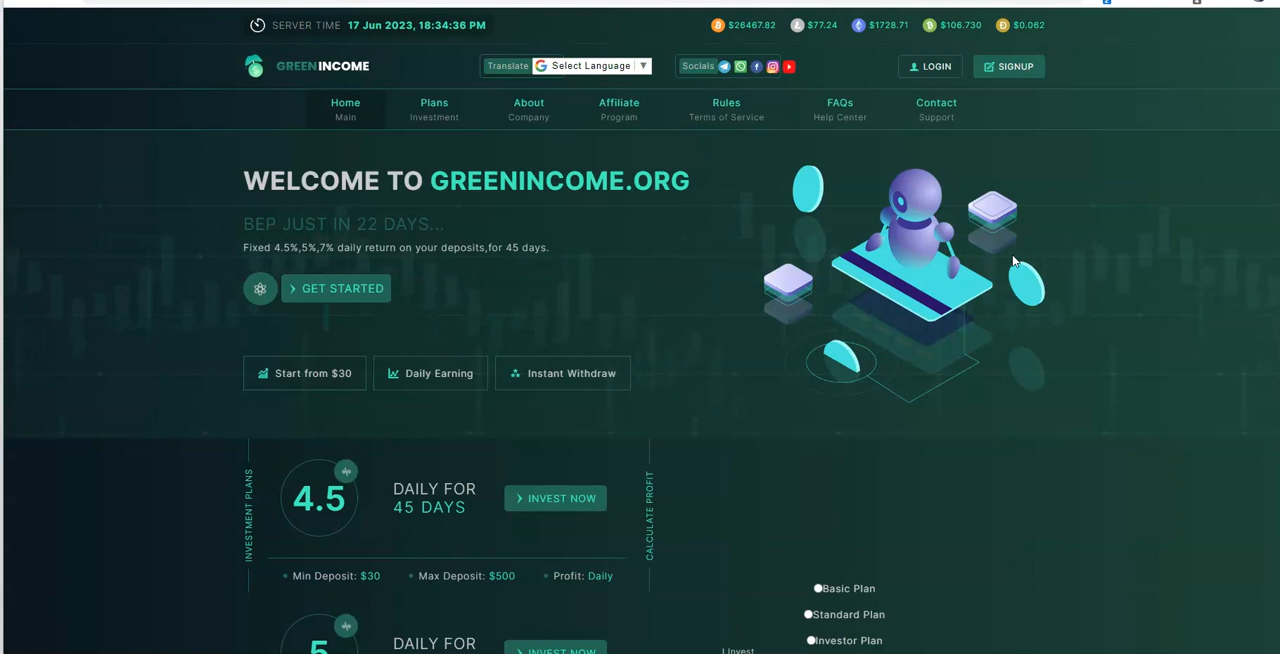 SERVER TIME 17 Jun 2023, 18:34:36 PM
$26467.82 $77.24 $1728.71 $106.730 $0.062
GREENINCOME
Translate Select Language ▼
Socials
LOGIN
SIGNUP
Home
Main
Plans
Investment
About
Company
Affiliate
Program
Rules
Terms of Service
FAQs
Help Center
Contact
Support
WELCOME TO GREENINCOME.ORG
BEP JUST IN 22 DAYS...
Fixed 4.5%,5%,7% daily return on your deposits,for 45 days.
GET STARTED
Start from $30
Daily Earning
Instant Withdraw
INVESTMENT PLANS
4.5
DAILY FOR
45 DAYS
INVEST NOW
Min Deposit: $30
Max Deposit: $500
Profit: Daily
CALCULATE PROFIT
5
DAILY FOR
INVEST NOW
Basic Plan
Standard Plan
Investor Plan
I Invest